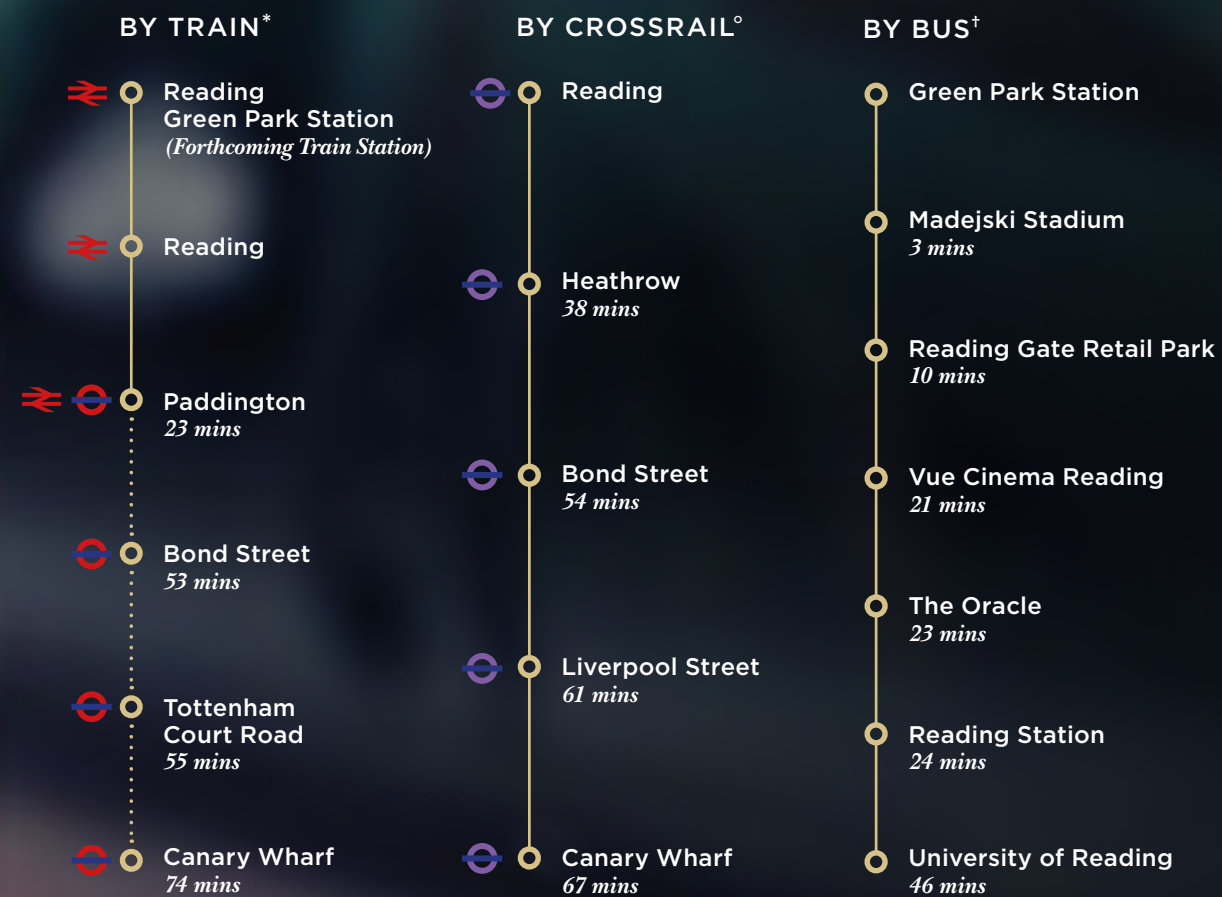 BY TRAIN*
Reading
Green Park Station
(Forthcoming Train Station)
Reading
Paddington
23 mins
Bond Street
53 mins
Tottenham
Court Road
55 mins
Canary Wharf
74 mins
BY CROSSRAIL°
Reading
Heathrow
38 mins
Bond Street
54 mins
Liverpool Street
61 mins
Canary Wharf
67 mins
BY BUS†
Green Park Station
Madejski Stadium
3 mins
Reading Gate Retail Park
10 mins
Vue Cinema Reading
21 mins
The Oracle
23 mins
Reading Station
24 mins
University of Reading
46 mins